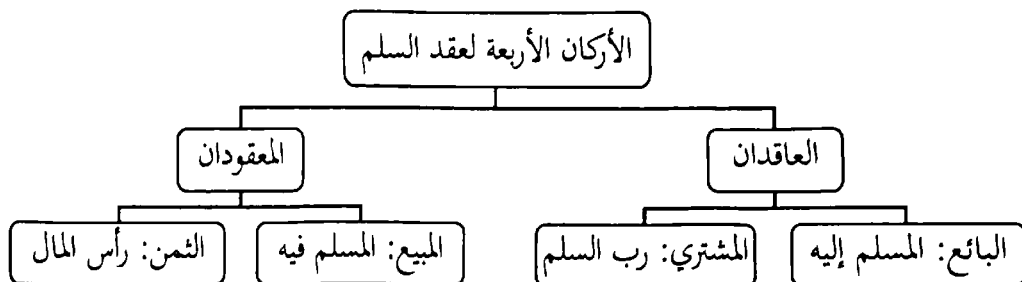 الأركان الأربعة لعقد السلم
العاقدان
المعقودان
البائع: المسلم إليه
المشتري: رب السلم
المبيع: المسلم فيه
الثمن: رأس المال